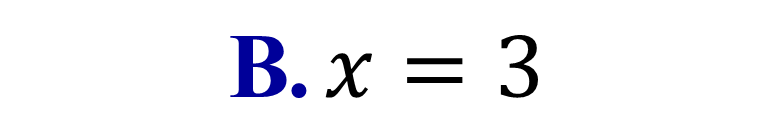 B. x = 3